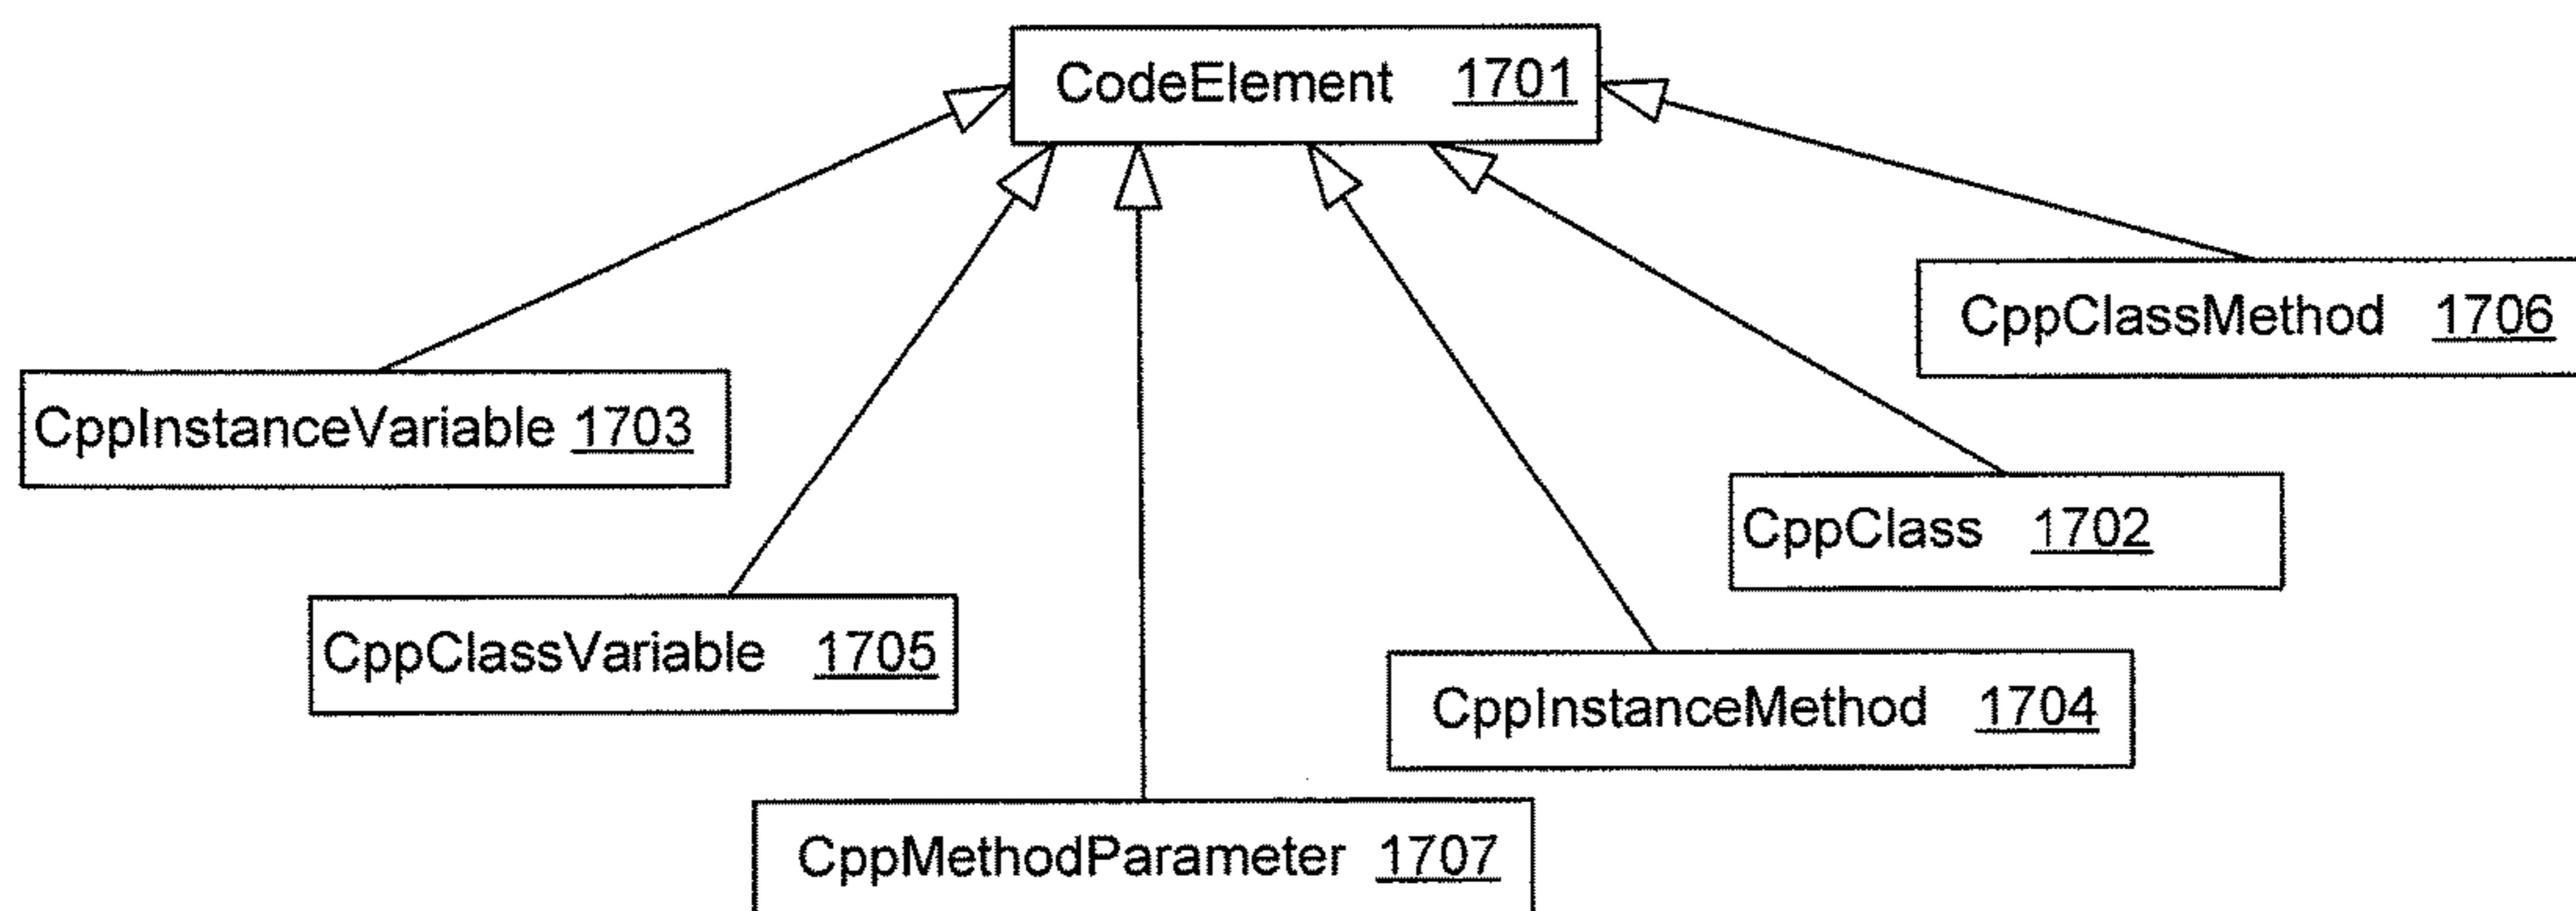 CodeElement 1701
CppClassMethod 1706
CppInstanceVariable 1703
CppClass 1702
CppClassVariable 1705
CppInstanceMethod 1704
CppMethodParameter 1707